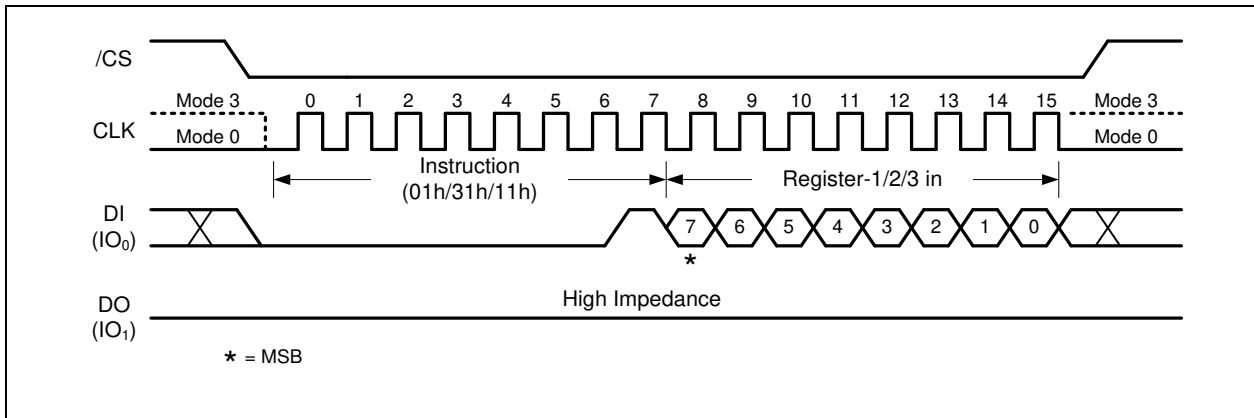 /CS
Mode 3 0 1 2 3 4 5 6 7 8 9 10 11 12 13 14 15 Mode 3
CLK
Mode 0 Mode 0
Instruction
(01h/31h/11h)
Register-1/2/3 in
DI
(IO₀)
7 6 5 4 3 2 1 0
*
High Impedance
DO
(IO₁)
* = MSB